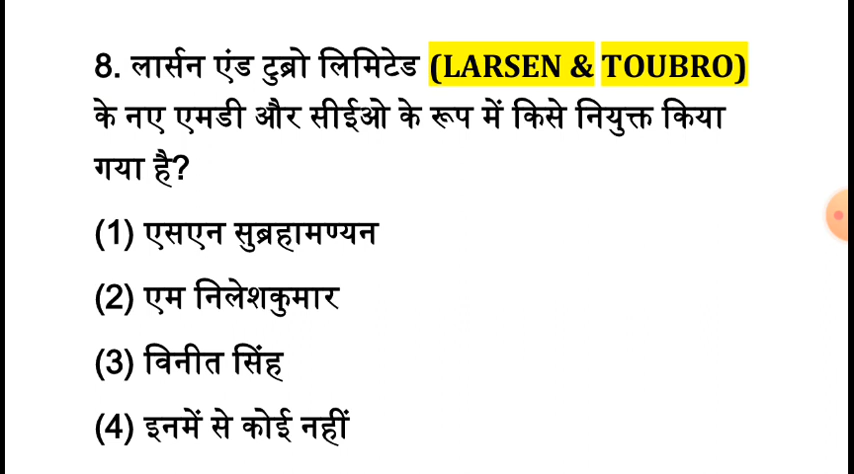 8. लार्सन एंड टुब्रो लिमिटेड (LARSEN & TOUBRO)
के नए एमडी और सीईओ के रूप में किसे नियुक्त किया
गया है?
(1) एसएन सुब्रहामण्यन
(2) एम निलेशकुमार
(3) विनीत सिंह
(4) इनमें से कोई नहीं